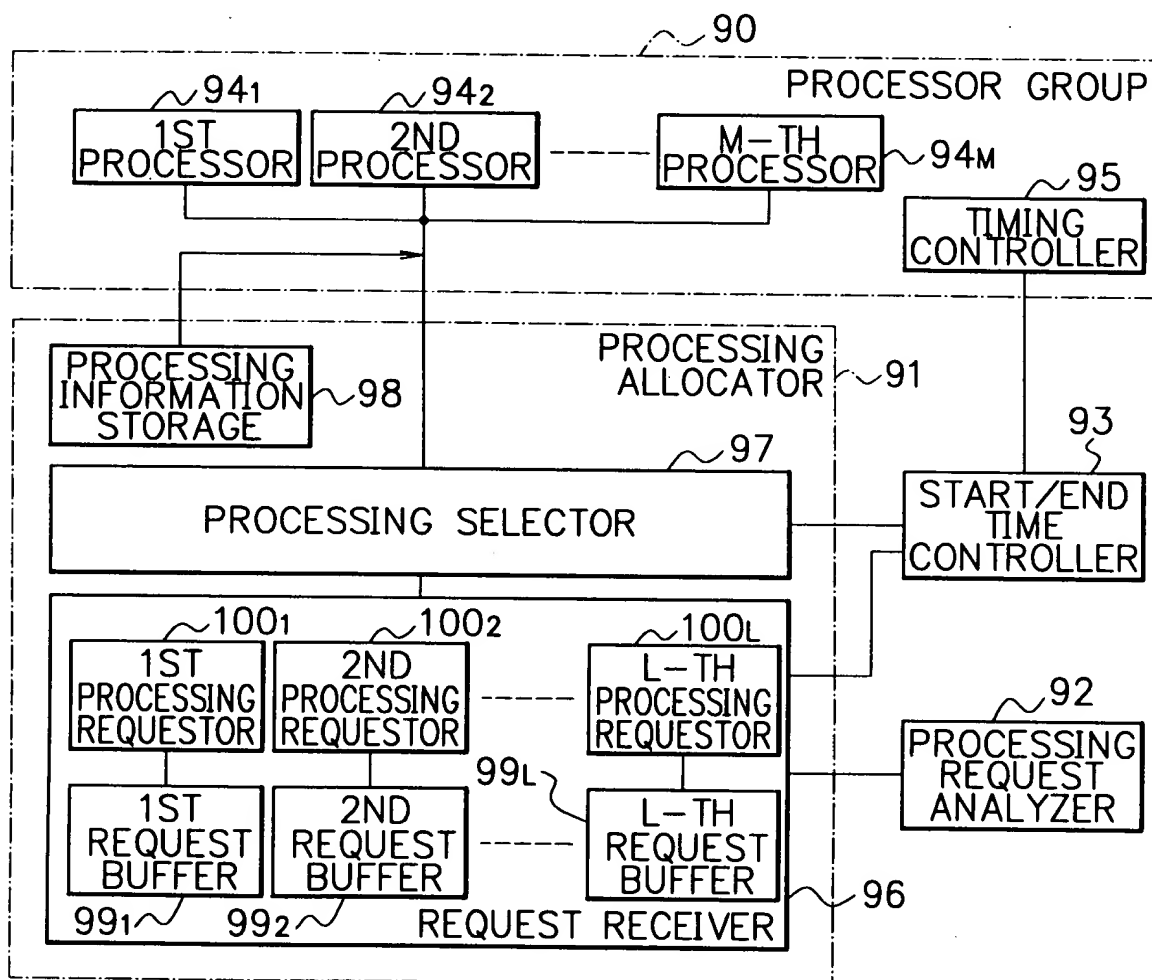 90
PROCESSOR GROUP
94₁
94₂
1ST
PROCESSOR
2ND
PROCESSOR
M-TH
PROCESSOR
94M
95
TIMING
CONTROLLER
PROCESSING
INFORMATION
STORAGE
98
PROCESSING
ALLOCATOR
91
97
PROCESSING SELECTOR
93
START/END
TIME
CONTROLLER
100₁
100₂
100L
1ST
PROCESSING
REQUESTOR
2ND
PROCESSING
REQUESTOR
L-TH
PROCESSING
REQUESTOR
92
PROCESSING
REQUEST
ANALYZER
99L
1ST
REQUEST
BUFFER
2ND
REQUEST
BUFFER
L-TH
REQUEST
BUFFER
99₁
99₂
REQUEST RECEIVER
96